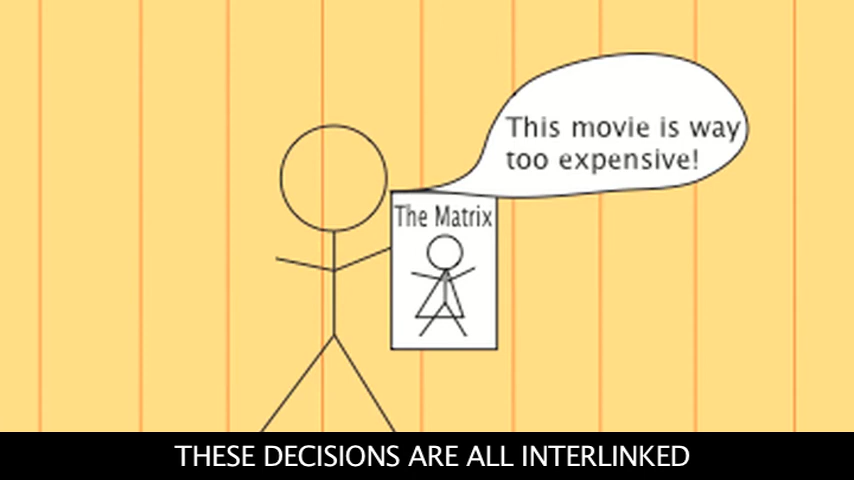 This movie is way
too expensive!
The Matrix
THESE DECISIONS ARE ALL INTERLINKED